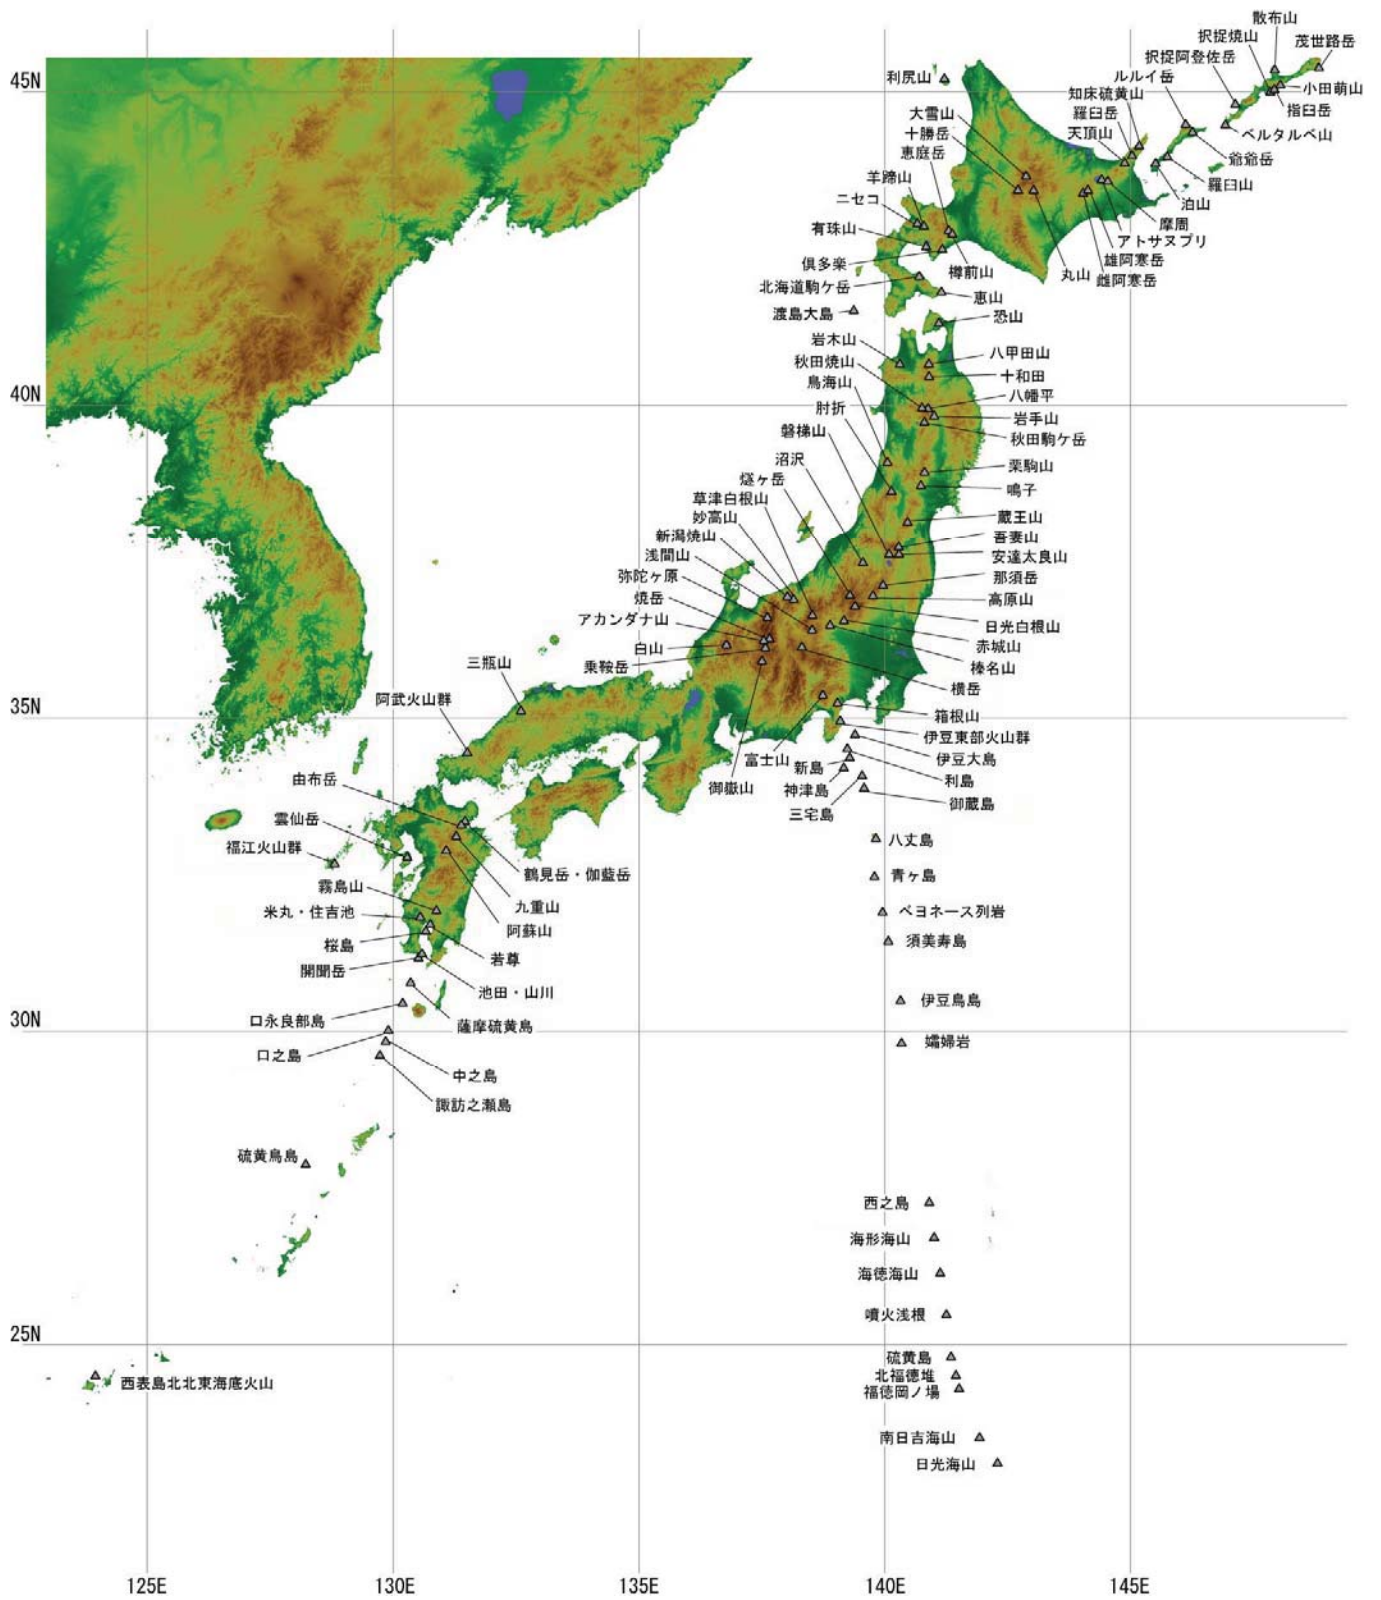 散布山
択捉焼山
茂世路岳
択捉阿登佐岳
ルルイ岳
45N
利尻山
小田萌山
知床硫黄山
指臼岳
大雪山
羅臼岳
ベルタルベ山
十勝岳
天頂山
爺爺岳
恵庭岳
羊蹄山
羅臼山
ニセコ
泊山
有珠山
摩周
アトサヌプリ
倶多楽
樽前山
丸山
雄阿寒岳
雌阿寒岳
北海道駒ケ岳
恵山
渡島大島
恐山
岩木山
八甲田山
秋田焼山
十和田
鳥海山
40N
八幡平
肘折
岩手山
磐梯山
秋田駒ケ岳
沼沢
栗駒山
燧ヶ岳
鳴子
草津白根山
蔵王山
妙高山
吾妻山
新潟焼山
安達太良山
浅間山
那須岳
弥陀ヶ原
高原山
焼岳
日光白根山
アカンダナ山
赤城山
白山
榛名山
乗鞍岳
三瓶山
横岳
阿武火山群
35N
箱根山
伊豆東部火山群
富士山
伊豆大島
新島
利島
由布岳
御嶽山
神津島
御蔵島
三宅島
雲仙岳
八丈島
福江火山群
鶴見岳・伽藍岳
青ヶ島
霧島山
九重山
米丸・住吉池
ベヨネース列岩
阿蘇山
桜島
須美寿島
若尊
開聞岳
池田・山川
伊豆鳥島
口永良部島
30N
薩摩硫黄島
口之島
孀婦岩
中之島
諏訪之瀬島
硫黄鳥島
西之島
海形海山
海徳海山
噴火浅根
25N
硫黄島
北福徳堆
西表島北北東海底火山
福徳岡ノ場
南日吉海山
日光海山
125E
130E
135E
140E
145E